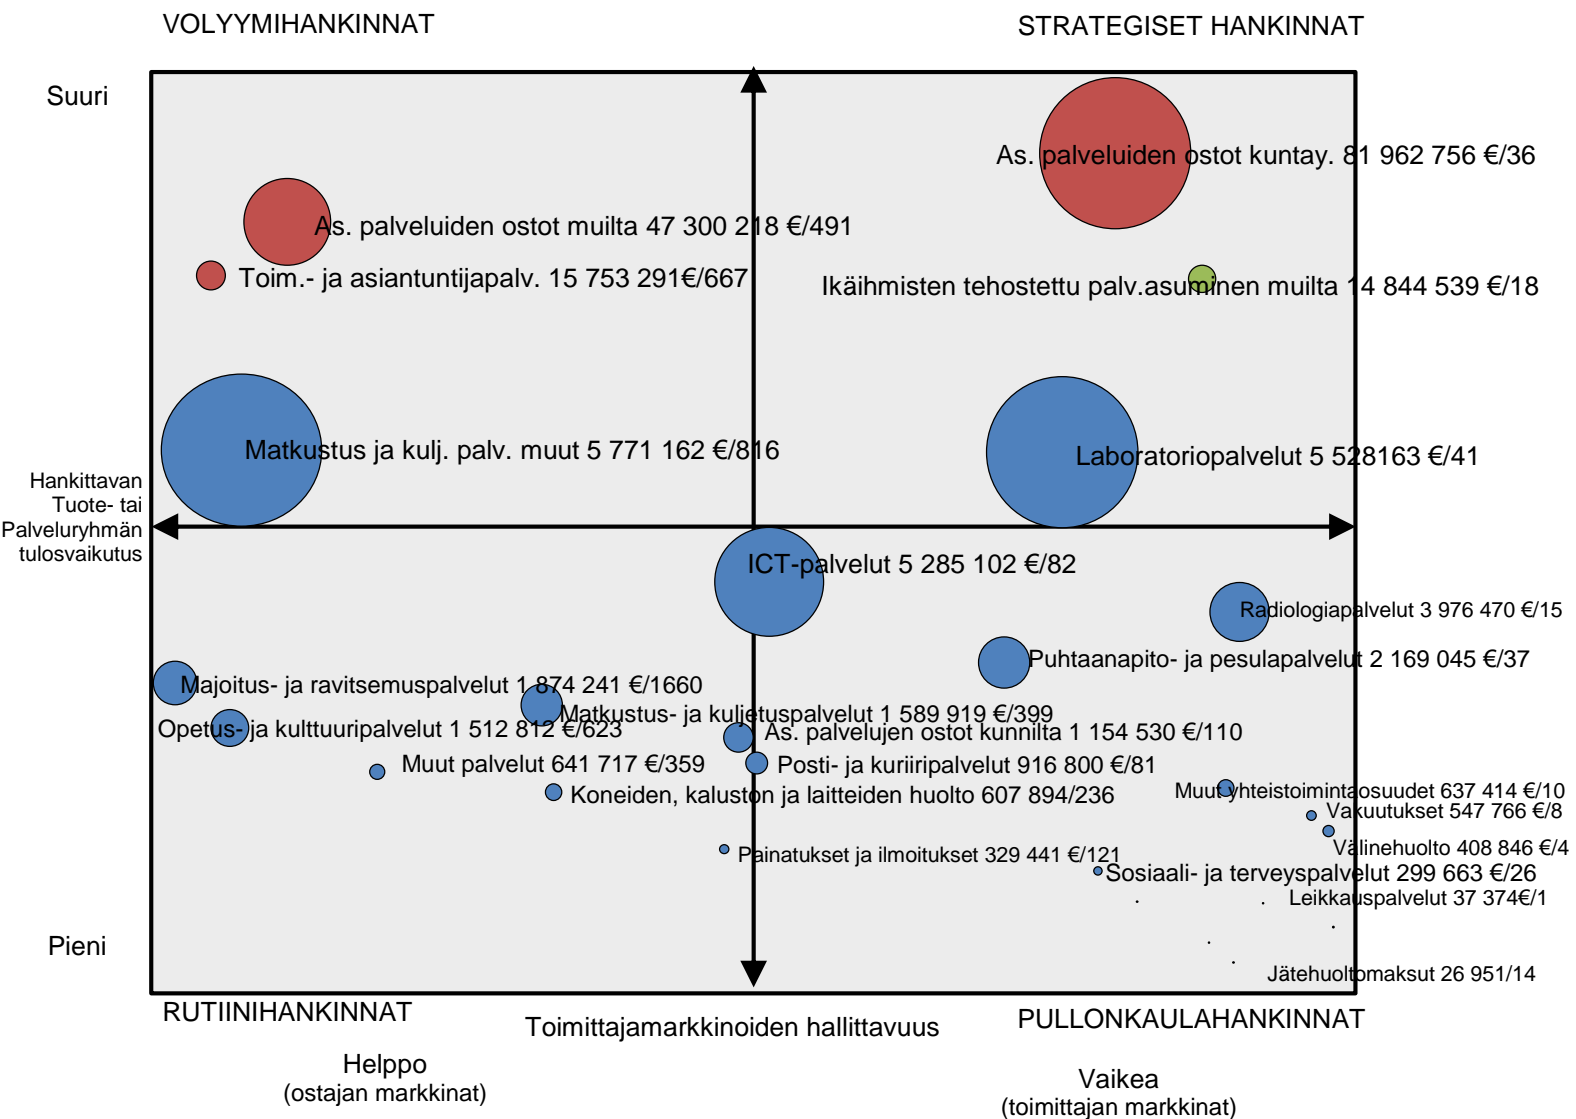 VOLYYMIHANKINNAT
STRATEGISET HANKINNAT
Suuri
As. palveluiden ostot kuntay. 81 962 756 €/36
As. palveluiden ostot muilta 47 300 218 €/491
Toim.- ja asiantuntijapalv. 15 753 291€/667
Ikäihmisten tehostettu palv.asuminen muilta 14 844 539 €/18
Matkustus ja kulj. palv. muut 5 771 162 €/816
Laboratoriopalvelut 5 528163 €/41
Hankittavan
Tuote- tai
Palveluryhmän
tulosvaikutus
ICT-palvelut 5 285 102 €/82
Radiologiapalvelut 3 976 470 €/15
Puhtaanapito- ja pesulapalvelut 2 169 045 €/37
Majoitus- ja ravitsemuspalvelut 1 874 241 €/1660
Matkustus- ja kuljetuspalvelut 1 589 919 €/399
Opetus- ja kulttuuripalvelut 1 512 812 €/623
As. palvelujen ostot kunnilta 1 154 530 €/110
Muut palvelut 641 717 €/359
Posti- ja kuriiripalvelut 916 800 €/81
Koneiden, kaluston ja laitteiden huolto 607 894/236
Muut yhteistoimintaosuudet 637 414 €/10
Vakuutukset 547 766 €/8
Välinehuolto 408 846 €/4
Painatukset ja ilmoitukset 329 441 €/121
Sosiaali- ja terveyspalvelut 299 663 €/26
Leikkauspalvelut 37 374€/1
Pieni
Jätehuoltomaksut 26 951/14
RUTIINIHANKINNAT
Toimittajamarkkinoiden hallittavuus
PULLONKAULAHANKINNAT
Helppo
(ostajan markkinat)
Vaikea
(toimittajan markkinat)